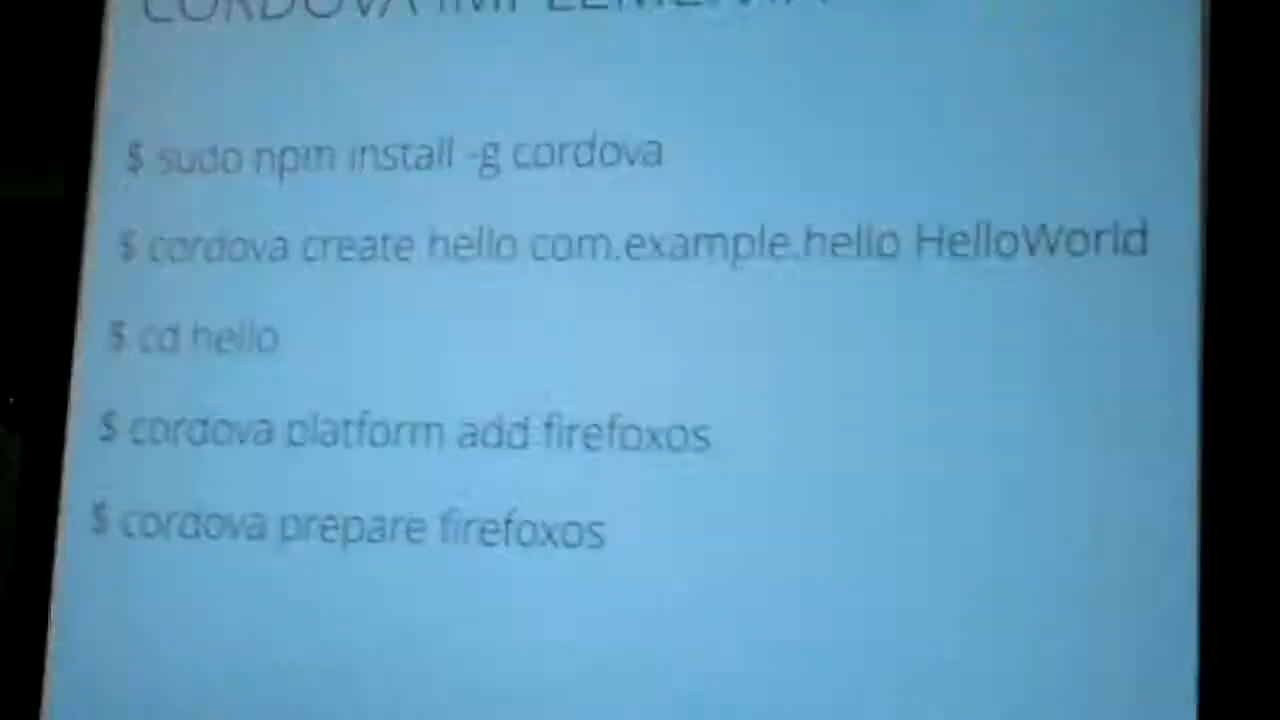 CORDOVA
$ sudo npm install -g cordova
$ cordova create hello com.example.hello HelloWorld
$ cd hello
$ cordova platform add firefoxos
$ cordova prepare firefoxos